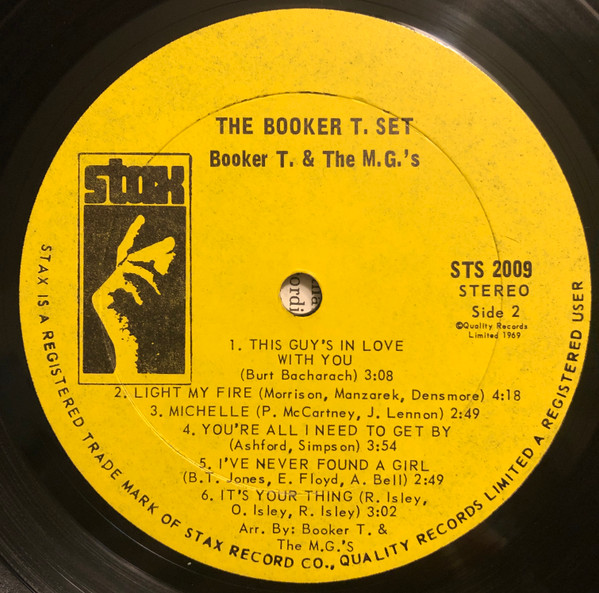 THE BOOKER T. SET
Booker T. & The M.G.'s
stax
STS 2009
STEREO
Side 2
©Quality Records
Limited 1969
1. THIS GUY'S IN LOVE
WITH YOU
(Burt Bacharach) 3:08
2. LIGHT MY FIRE (Morrison, Manzarek, Densmore) 4:18
3. MICHELLE (P. McCartney, J. Lennon) 2:49
4. YOU'RE ALL I NEED TO GET BY
(Ashford, Simpson) 3:54
5. I'VE NEVER FOUND A GIRL
(B.T. Jones, E. Floyd, A. Bell) 2:49
6. IT'S YOUR THING (R. Isley,
O. Isley, R. Isley) 3:02
Arr. By: Booker T. &
The M.G.'S
STAX IS A REGISTERED TRADE MARK OF STAX RECORD CO., QUALITY RECORDS LIMITED A REGISTERED USER